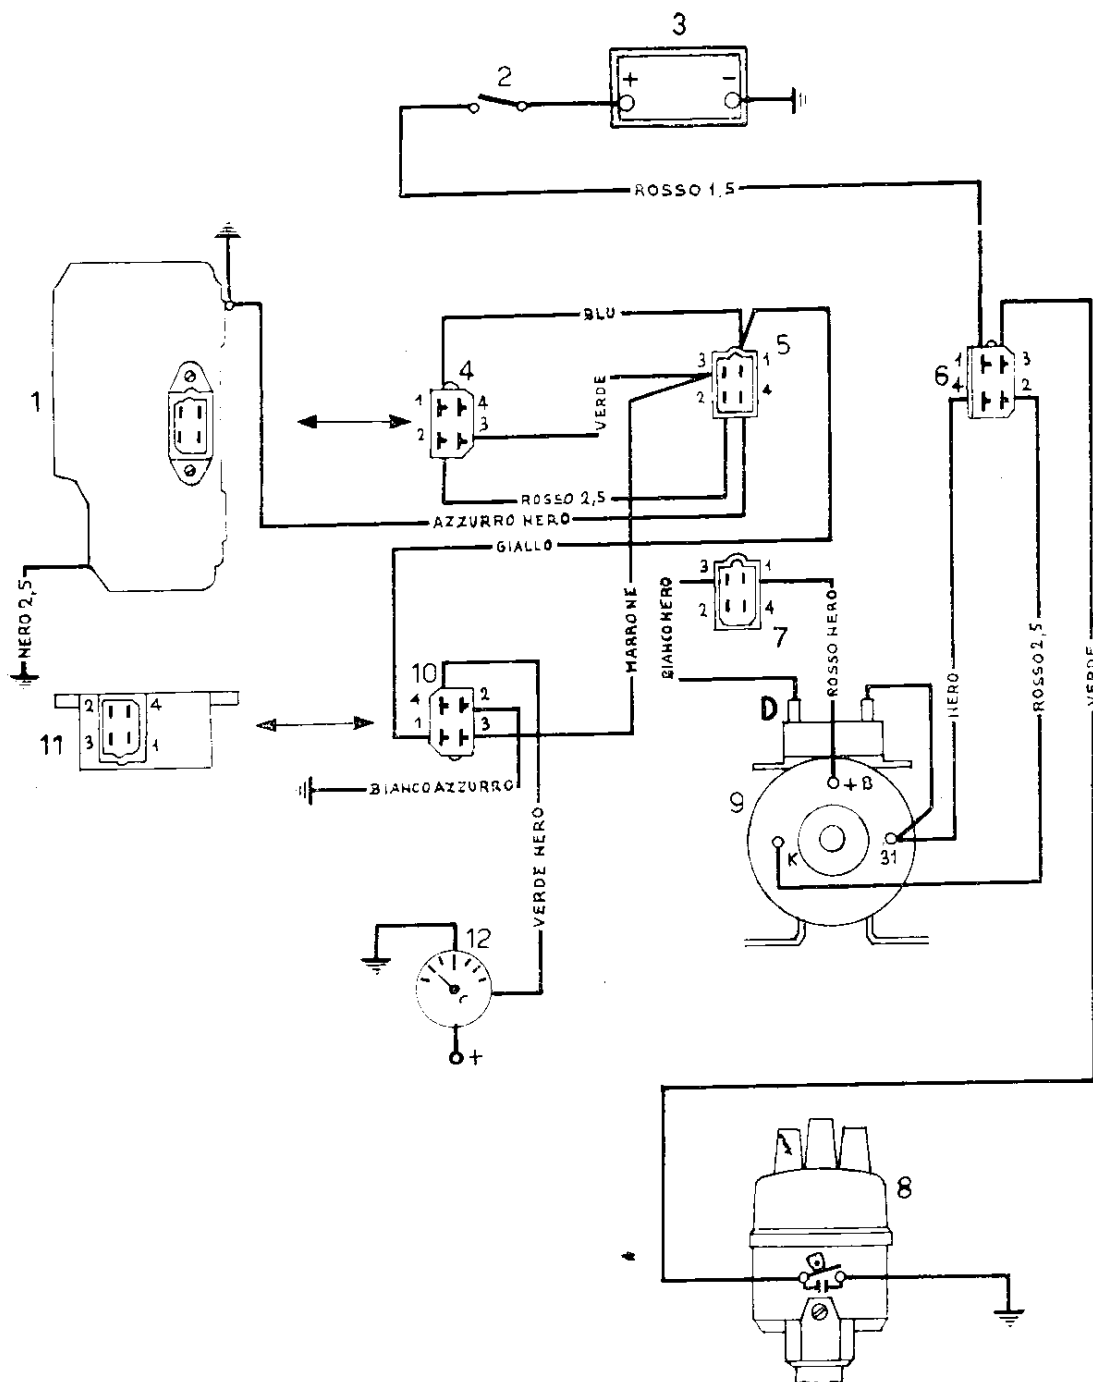 3
2
+ −
ROSSO 1,5
1
BLU
4
1 4
2 3
VERDE
5
3 1
2 4
6
1 3
4 2
ROSSO 2,5
AZZURRO NERO
GIALLO
NERO 2,5
MARRONE
BIANCO NERO
3 1
2 4
7
ROSSO NERO
NERO
ROSSO 2,5
VERDE
10
4 2
1 3
11
2 4
3 1
BIANCO AZZURRO
VERDE NERO
D
9
+B
K
31
12
C
+
8